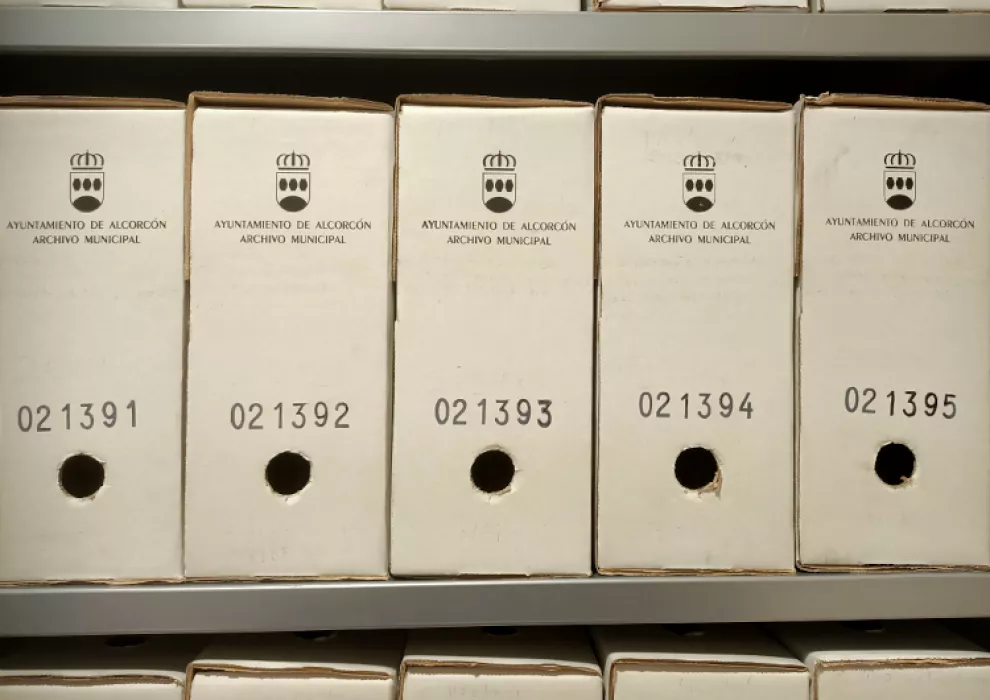 AYUNTAMIENTO DE ALCORCÓN
ARCHIVO MUNICIPAL
021391
AYUNTAMIENTO DE ALCORCÓN
ARCHIVO MUNICIPAL
021392
AYUNTAMIENTO DE ALCORCÓN
ARCHIVO MUNICIPAL
021393
AYUNTAMIENTO DE ALCORCÓN
ARCHIVO MUNICIPAL
021394
AYUNTAMIENTO DE ALCORCÓN
ARCHIVO MUNICIPAL
021395